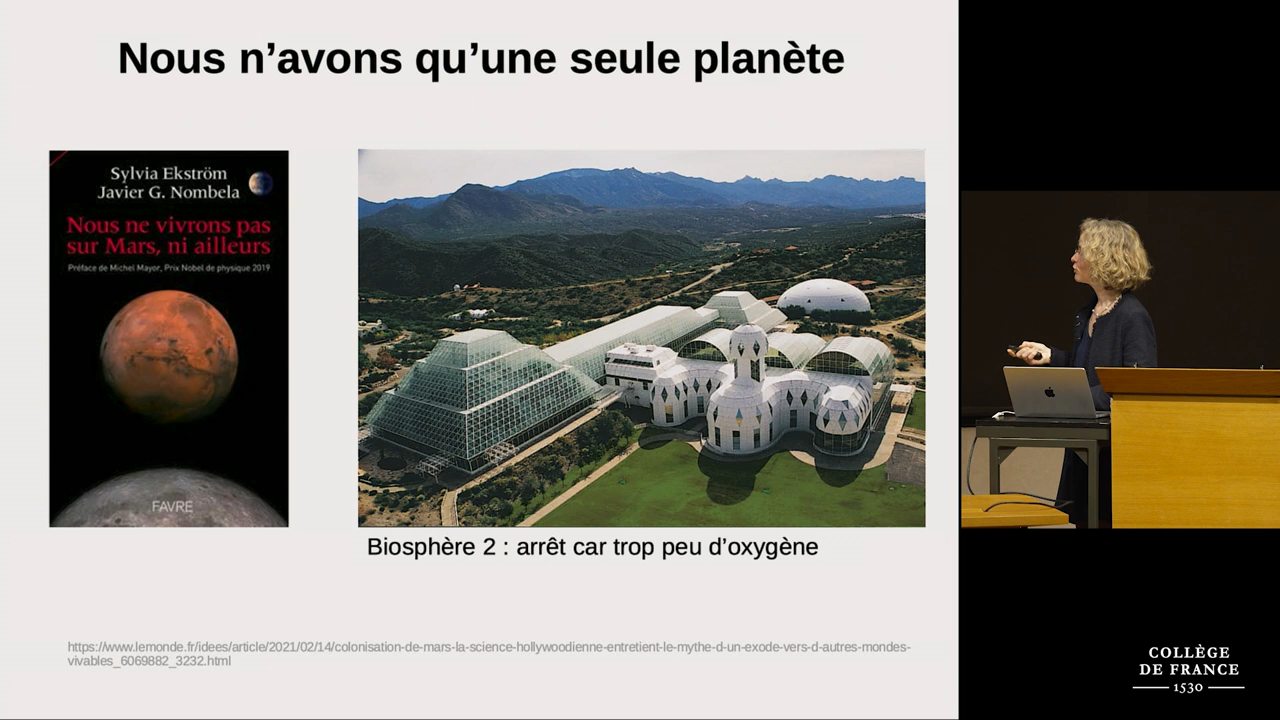 Nous n’avons qu’une seule planète
Sylvia Ekström
Javier G. Nombela
Nous ne vivrons pas
sur Mars, ni ailleurs
Préface de Michel Mayor, Prix Nobel de physique 2019
FAVRE
Biosphère 2 : arrêt car trop peu d’oxygène
https://www.lemonde.fr/idees/article/2021/02/14/colonisation-de-mars-la-science-hollywoodienne-entretient-le-mythe-d-un-exode-vers-d-autres-mondes-
vivables_6069882_3232.html
COLLÈGE
DE FRANCE
1530